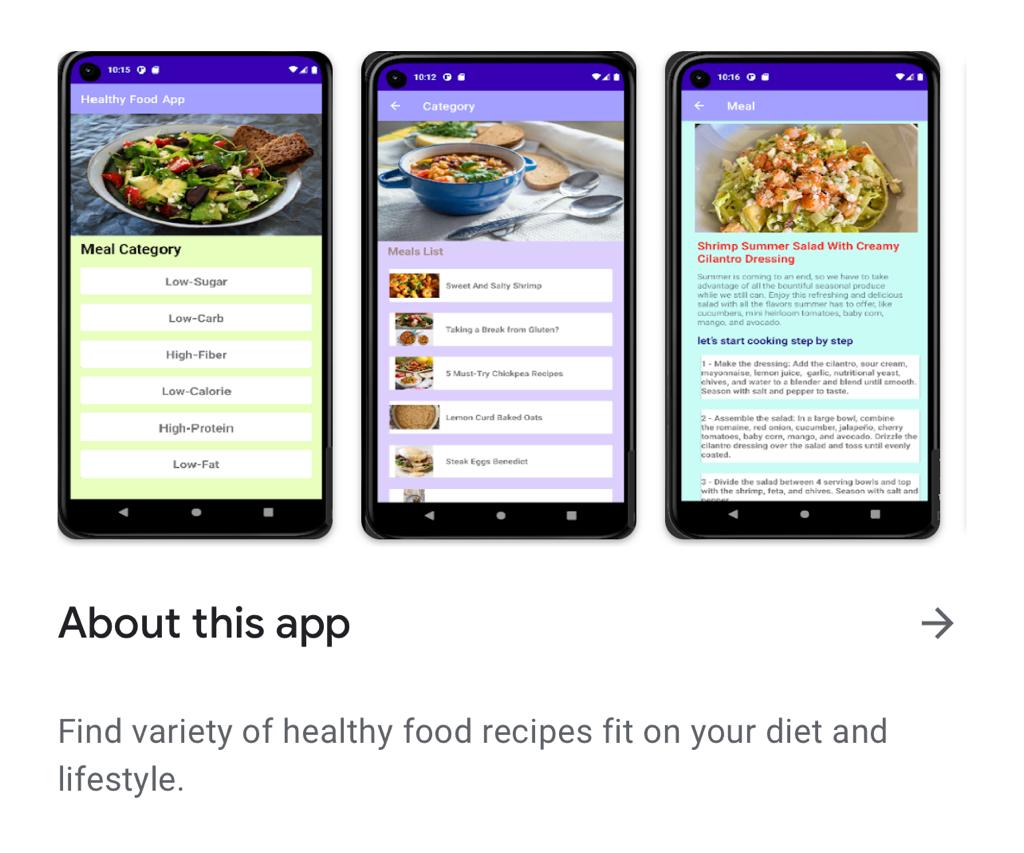 10:15
Healthy Food App
Meal Category
Low-Sugar
Low-Carb
High-Fiber
Low-Calorie
High-Protein
Low-Fat
10:12
Category
Meals List
Sweet And Salty Shrimp
Taking a Break from Gluten?
5 Must-Try Chickpea Recipes
Lemon Curd Baked Oats
Steak Eggs Benedict
10:16
Meal
Shrimp Summer Salad With Creamy
Cilantro Dressing
Summer is coming to an end, so we have to take
advantage of all the bountiful seasonal produce
while we still can. Enjoy this refreshing and delicious
salad with all the flavors summer has to offer, like
cucumbers, mini heirloom tomatoes, baby corn,
mango, and avocado.
let's start cooking step by step
1 - Make the dressing: Add the cilantro, sour cream,
mayonnaise, lemon juice, garlic, nutritional yeast,
chives, and water to a blender and blend until smooth.
Season with salt and pepper to taste.
2 - Assemble the salad: In a large bowl, combine
the romaine, red onion, cucumber, jalapeño, cherry
tomatoes, baby corn, mango, and avocado. Drizzle the
cilantro dressing over the salad and toss until evenly
coated.
3 - Divide the salad between 4 serving bowls and top
with the shrimp, feta, and chives. Season with salt and
pepper
About this app
Find variety of healthy food recipes fit on your diet and
lifestyle.